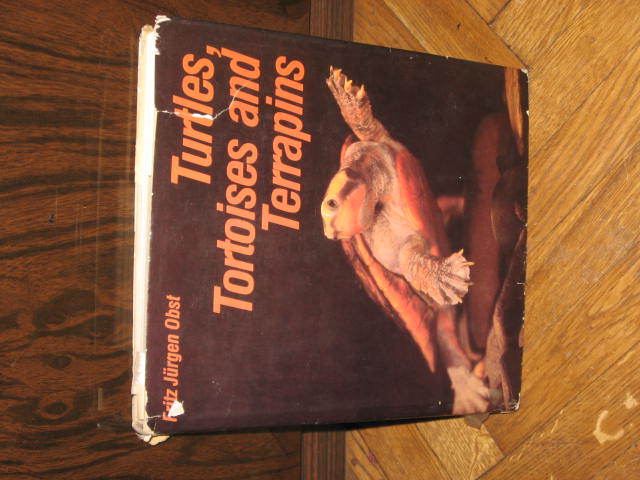 Fritz Jürgen Obst
Turtles,
Tortoises and
Terrapins